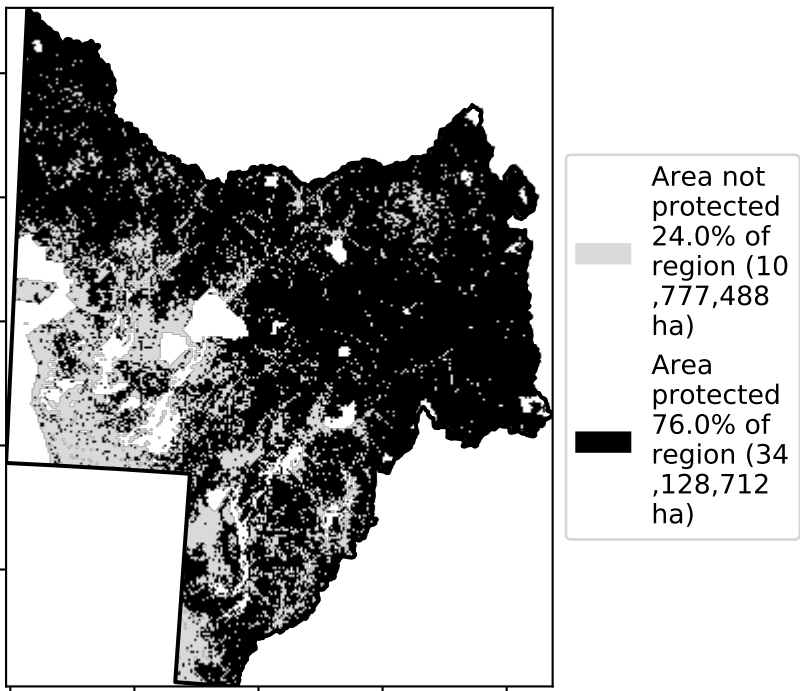 Area not
protected
24.0% of
region (10
,777,488
ha)
Area
protected
76.0% of
region (34
,128,712
ha)